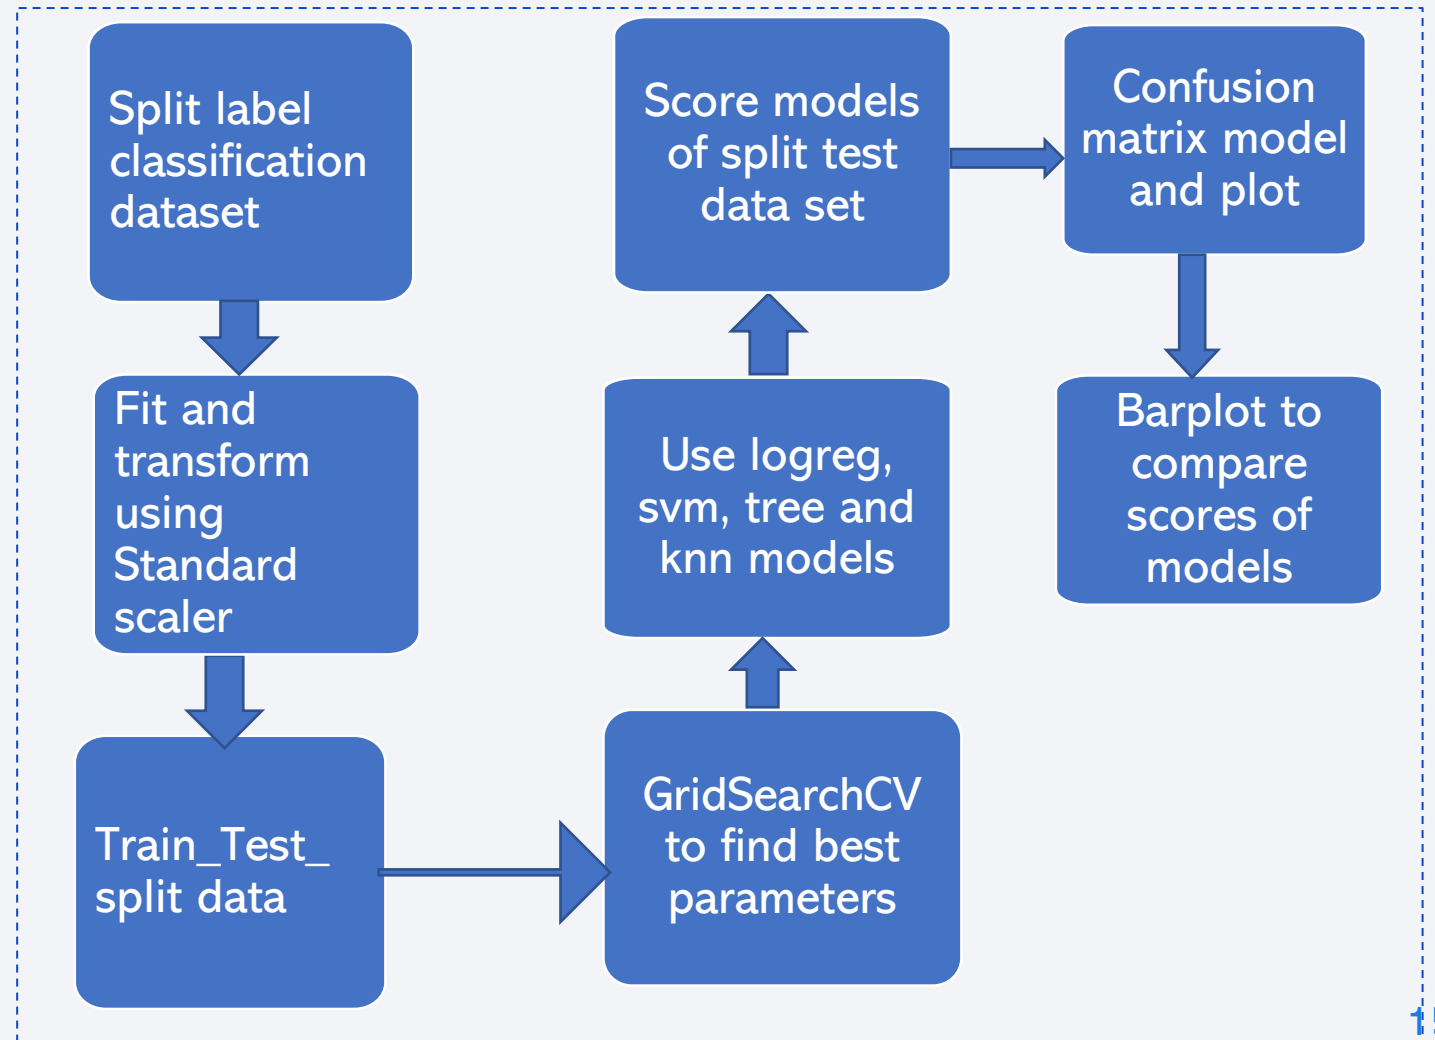 Split label
classification
dataset
Fit and
transform
using
Standard
scaler
Train_Test_
split data
GridSearchCV
to find best
parameters
Use logreg,
svm, tree and
knn models
Score models
of split test
data set
Confusion
matrix model
and plot
Barplot to
compare
scores of
models